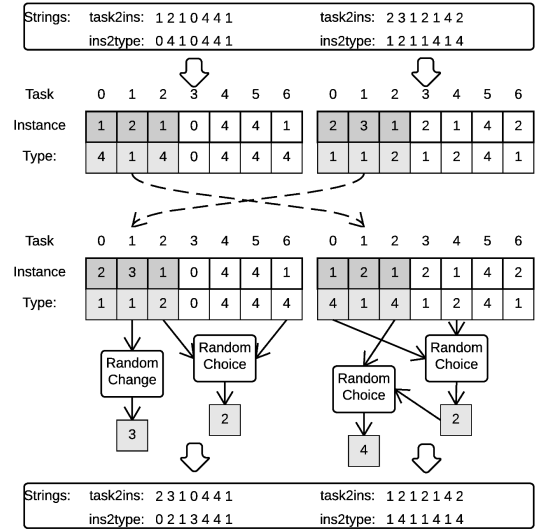 Strings: task2ins: 1 2 1 0 4 4 1 task2ins: 2 3 1 2 1 4 2
ins2type: 0 4 1 0 4 4 1 ins2type: 1 2 1 1 4 1 4
Task 0 1 2 3 4 5 6 0 1 2 3 4 5 6
Instance 1 2 1 0 4 4 1 2 3 1 2 1 4 2
Type: 4 1 4 0 4 4 4 1 1 2 1 2 4 1
Task 0 1 2 3 4 5 6 0 1 2 3 4 5 6
Instance 2 3 1 0 4 4 1 1 2 1 2 1 4 2
Type: 1 1 2 0 4 4 4 4 1 4 1 2 4 1
Random Random Random
Change Choice Choice
Random
Choice
3 2 2
4
Strings: task2ins: 2 3 1 0 4 4 1 task2ins: 1 2 1 2 1 4 2
ins2type: 0 2 1 3 4 4 1 ins2type: 1 4 1 1 4 1 4